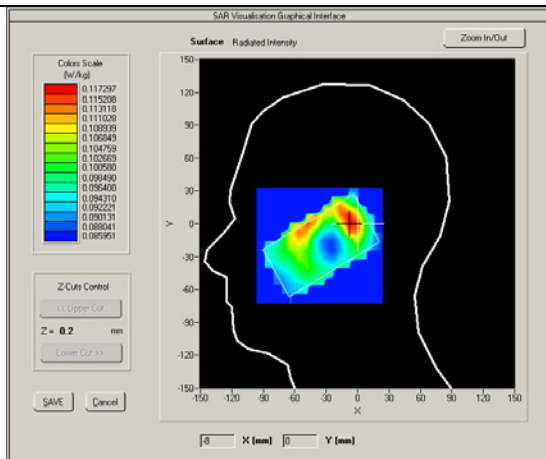 SAR Visualisation Graphical Interface
Surface Radiated Intensity
Zoom In/Out
Colors Scale
(W/kg)
0.117297
0.115208
0.113118
0.111028
0.108939
0.106849
0.104759
0.102669
0.100580
0.098490
0.096400
0.094310
0.092221
0.090131
0.088041
0.085951
Z-Cuts Control
<< Upper Cut
Z = 0.2 mm
Lower Cut >>
SAVE Cancel
150
120
90
60
30
0
-30
-60
-90
-120
-150
Y
-150 -120 -90 -60 -30 0 30 60 90 120 150
X
-8 X (mm) 0 Y (mm)